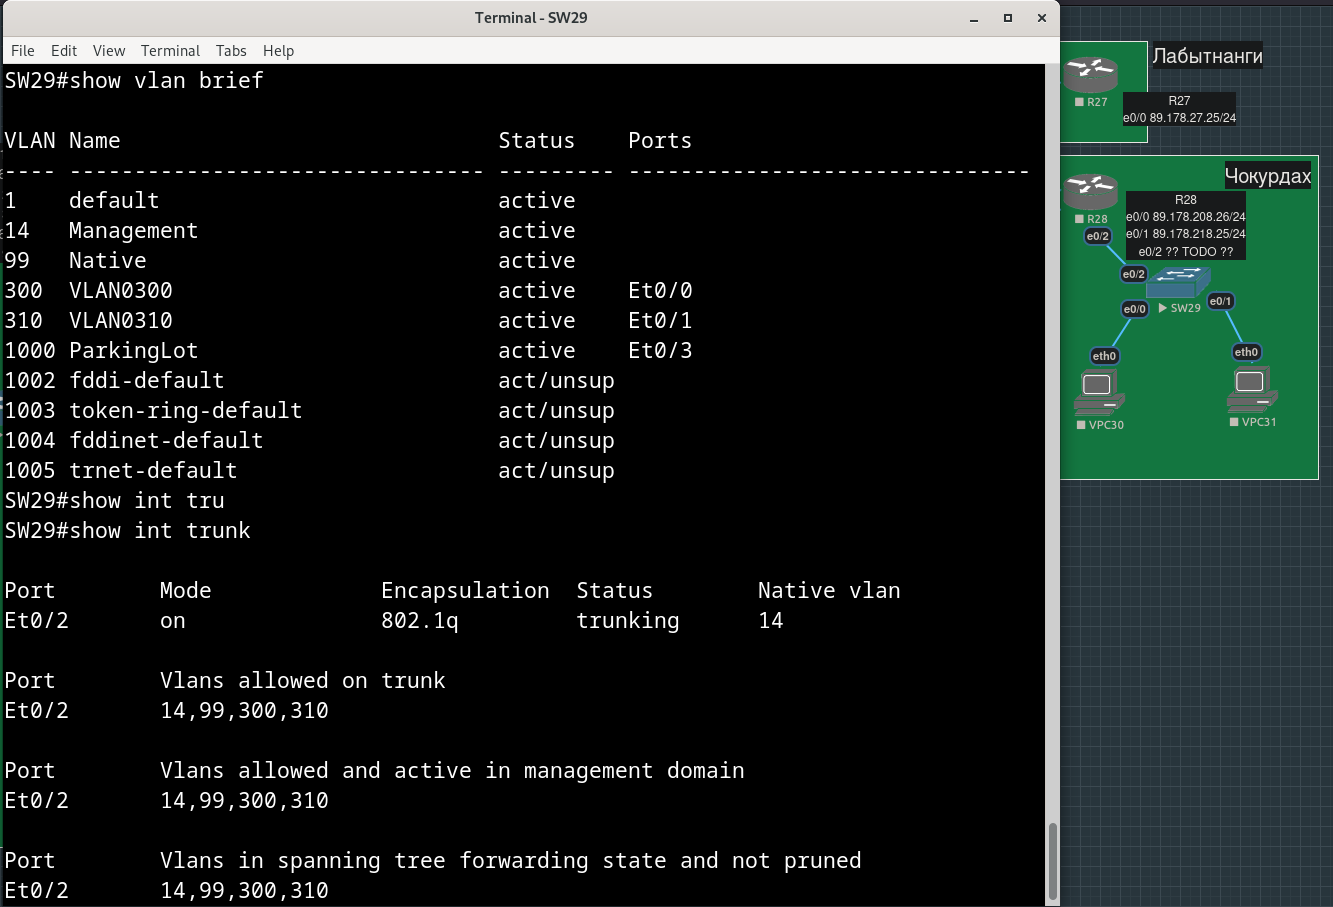 Terminal - SW29
File Edit View Terminal Tabs Help
SW29#show vlan brief
VLAN Name Status Ports
---- -------------------------------- --------- -------------------------------
1 default active
14 Management active
99 Native active
300 VLAN0300 active Et0/0
310 VLAN0310 active Et0/1
1000 ParkingLot active Et0/3
1002 fddi-default act/unsup
1003 token-ring-default act/unsup
1004 fddinet-default act/unsup
1005 trnet-default act/unsup
SW29#show int tru
SW29#show int trunk
Port Mode Encapsulation Status Native vlan
Et0/2 on 802.1q trunking 14
Port Vlans allowed on trunk
Et0/2 14,99,300,310
Port Vlans allowed and active in management domain
Et0/2 14,99,300,310
Port Vlans in spanning tree forwarding state and not pruned
Et0/2 14,99,300,310
Лабытнанги
R27
R27
e0/0 89.178.27.25/24
Чокурдах
R28
R28
e0/0 89.178.208.26/24
e0/1 89.178.218.25/24
e0/2 ?? TODO ??
e0/2
e0/2
e0/0
SW29
e0/1
eth0
eth0
VPC30
VPC31